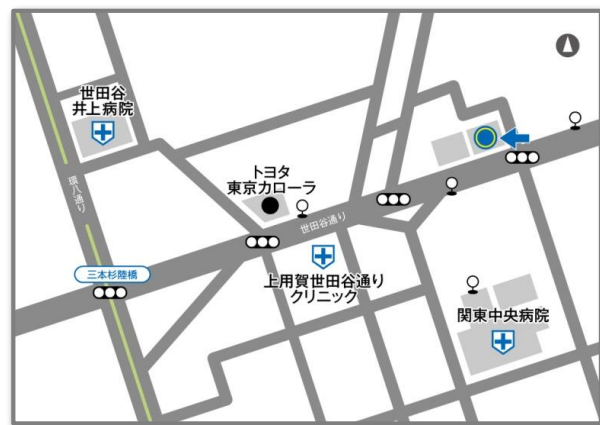 世田谷
井上病院
環八通り
トヨタ
東京カローラ
世田谷通り
三本杉陸橋
上用賀世田谷通り
クリニック
関東中央病院